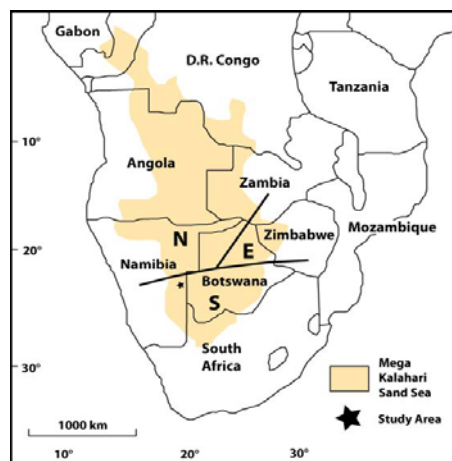 Gabon
D.R. Congo
Tanzania
10°
Angola
Zambia
Mozambique
N
Zimbabwe
20°
E
Namibia
Botswana
S
South
Africa
30°
Mega
Kalahari
Sand Sea
Study Area
1000 km
10°
20°
30°